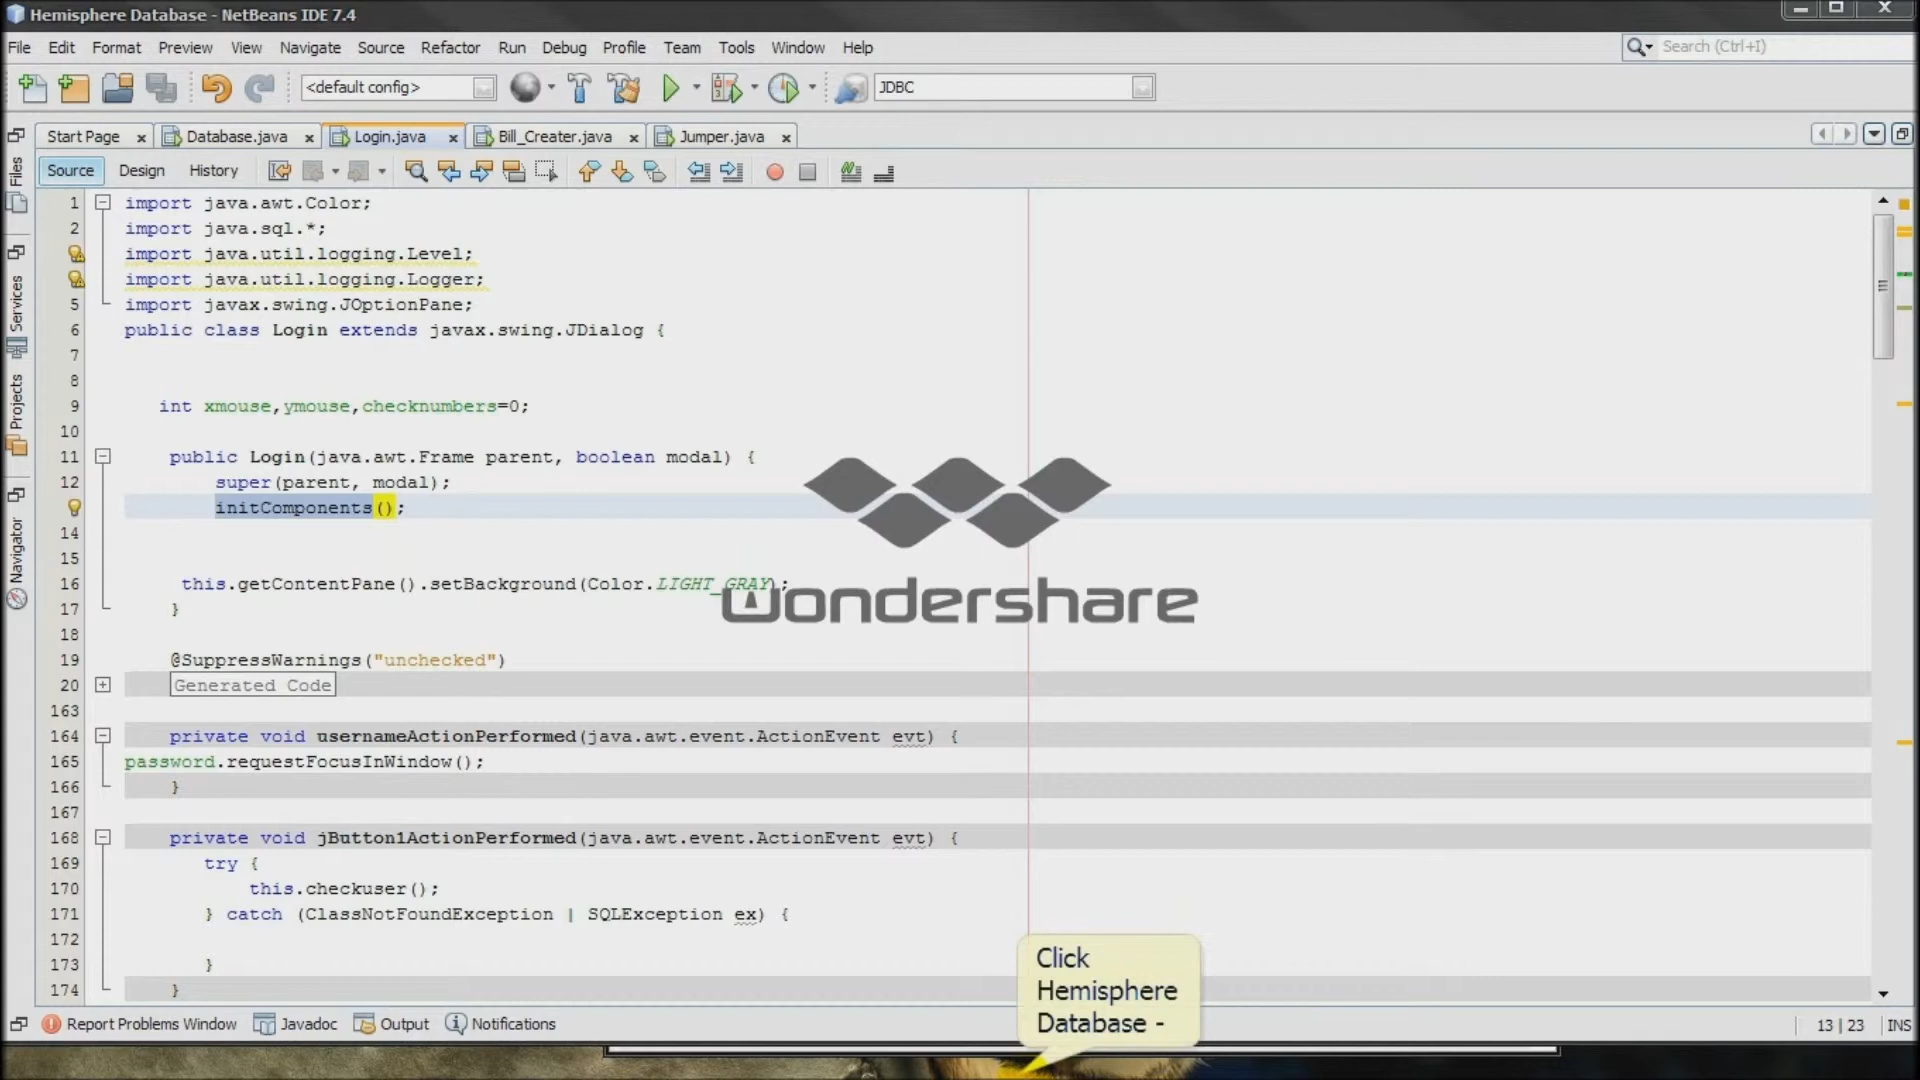 Hemisphere Database - NetBeans IDE 7.4
File Edit Format Preview View Navigate Source Refactor Run Debug Profile Team Tools Window Help
Search (Ctrl+I)
<default config>
JDBC
Start Page Database.java Login.java Bill_Creater.java Jumper.java
Source Design History
Files
Services
Projects
Navigator
1 import java.awt.Color;
2 import java.sql.*;
import java.util.logging.Level;
import java.util.logging.Logger;
5 import javax.swing.JOptionPane;
6 public class Login extends javax.swing.JDialog {
7
8
9 int xmouse,ymouse,checknumbers=0;
10
11 public Login(java.awt.Frame parent, boolean modal) {
12 super(parent, modal);
initComponents();
14
15
16 this.getContentPane().setBackground(Color.LIGHT_GRAY);
17 }
18
19 @SuppressWarnings("unchecked")
20 Generated Code
163
164 private void usernameActionPerformed(java.awt.event.ActionEvent evt) {
165 password.requestFocusInWindow();
166 }
167
168 private void jButton1ActionPerformed(java.awt.event.ActionEvent evt) {
169 try {
170 this.checkuser();
171 } catch (ClassNotFoundException | SQLException ex) {
172
173 }
174 }
wondershare
Click
Hemisphere
Database -
Report Problems Window Javadoc Output Notifications
13 | 23 INS